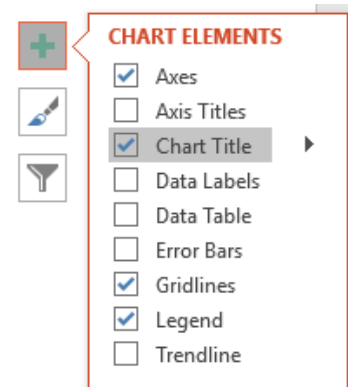 CHART ELEMENTS
Axes
Axis Titles
Chart Title
Data Labels
Data Table
Error Bars
Gridlines
Legend
Trendline